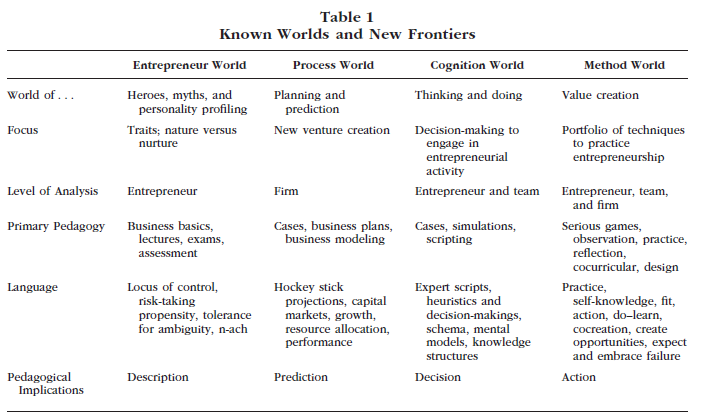 Table 1
Known Worlds and New Frontiers
Entrepreneur World Process World Cognition World Method World
World of . . . Heroes, myths, and Planning and Thinking and doing Value creation
personality profiling prediction
Focus Traits; nature versus New venture creation Decision-making to Portfolio of techniques
nurture engage in to practice
entrepreneurial entrepreneurship
activity
Level of Analysis Entrepreneur Firm Entrepreneur and team Entrepreneur, team,
and firm
Primary Pedagogy Business basics, Cases, business plans, Cases, simulations, Serious games,
lectures, exams, business modeling scripting observation, practice,
assessment reflection,
cocurricular, design
Language Locus of control, Hockey stick Expert scripts, Practice,
risk-taking projections, capital heuristics and self-knowledge, fit,
propensity, tolerance markets, growth, decision-makings, action, do–learn,
for ambiguity, n-ach resource allocation, schema, mental cocreation, create
performance models, knowledge opportunities, expect
structures and embrace failure
Pedagogical Description Prediction Decision Action
Implications